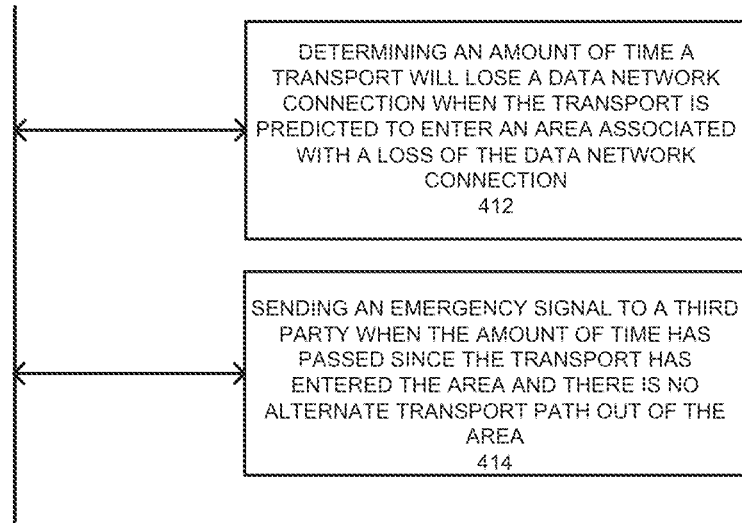 DETERMINING AN AMOUNT OF TIME A
TRANSPORT WILL LOSE A DATA NETWORK
CONNECTION WHEN THE TRANSPORT IS
PREDICTED TO ENTER AN AREA ASSOCIATED
WITH A LOSS OF THE DATA NETWORK
CONNECTION
412
SENDING AN EMERGENCY SIGNAL TO A THIRD
PARTY WHEN THE AMOUNT OF TIME HAS
PASSED SINCE THE TRANSPORT HAS
ENTERED THE AREA AND THERE IS NO
ALTERNATE TRANSPORT PATH OUT OF THE
AREA
414